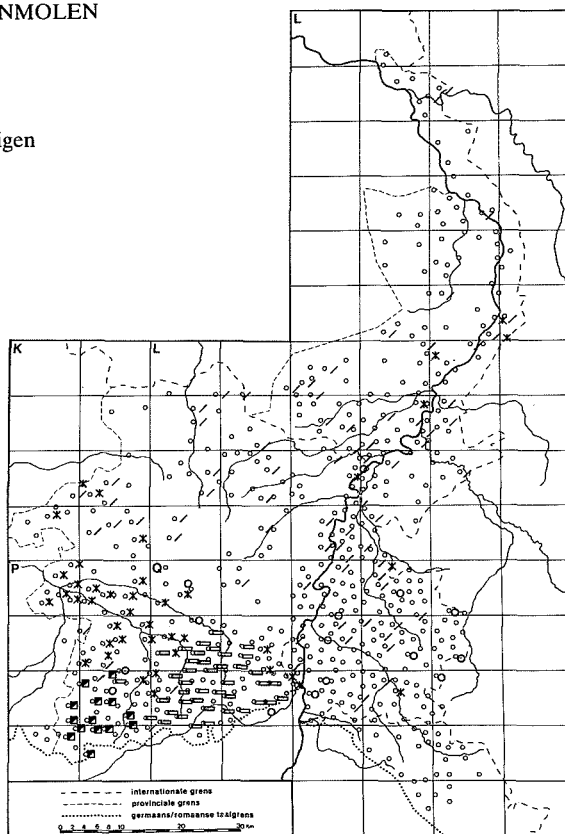 NMOLEN
igen
L
K
L
P
Q
internationale grens
provinciale grens
germaans/romaanse taalgrens
0 2 4 6 8 10 20 30 km